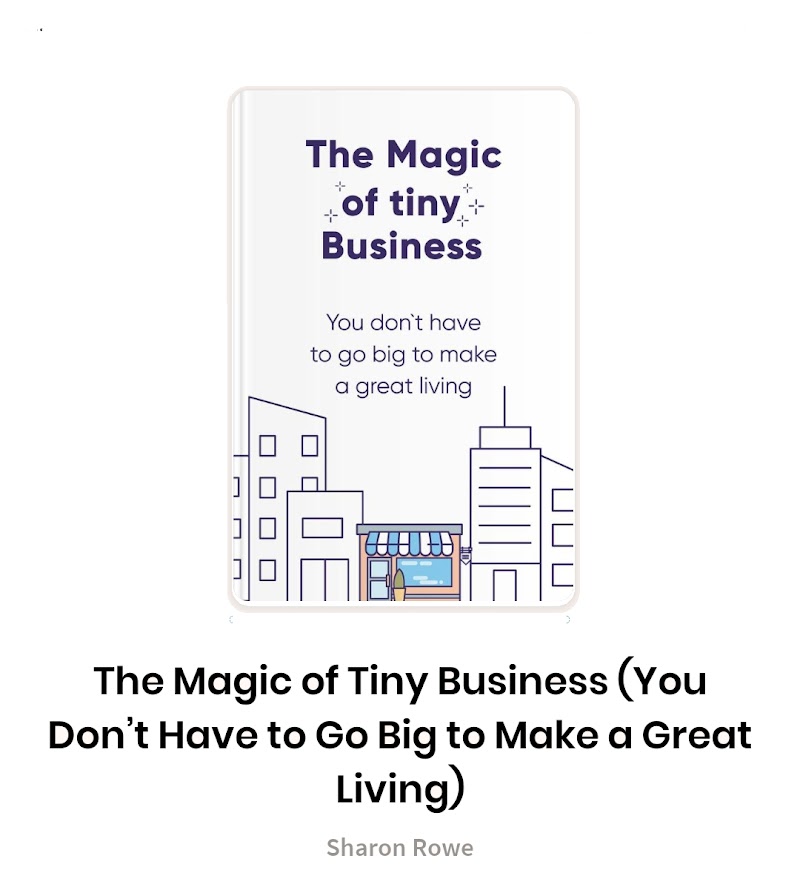 The Magic
of tiny
Business
You don`t have
to go big to make
a great living
The Magic of Tiny Business (You
Don’t Have to Go Big to Make a Great
Living)
Sharon Rowe